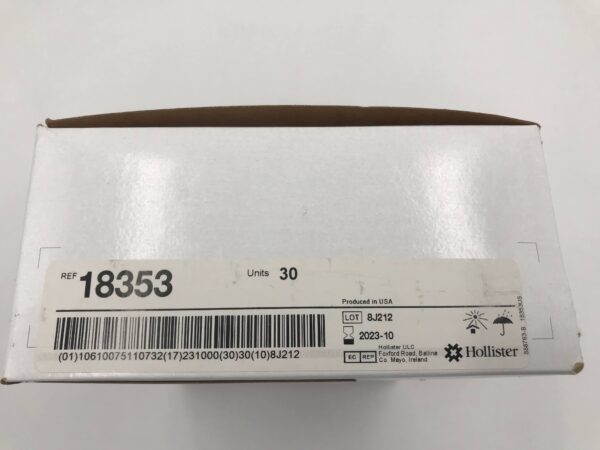 REF 18353
Units 30
Produced in USA
LOT 8J212
2023-10
(01)10610075110732(17)231000(30)30(10)8J212
EC REP
Hollister ULC
Foxford Road, Ballina
Co. Mayo, Ireland
Hollister